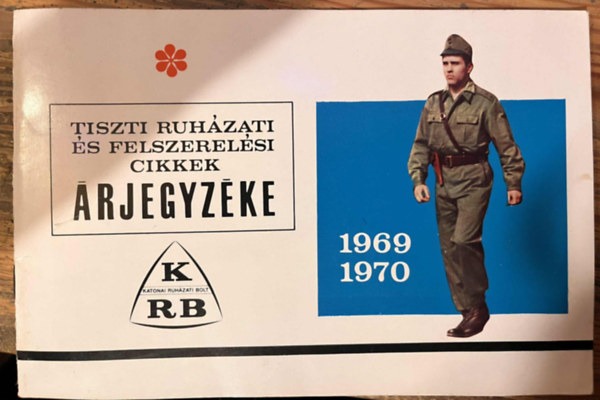 TISZTI RUHÁZATI
ÉS FELSZERELÉSI
CIKKEK
ÁRJEGYZÉKE
K
KATONAI RUHÁZATI BOLT
RB
1969
1970